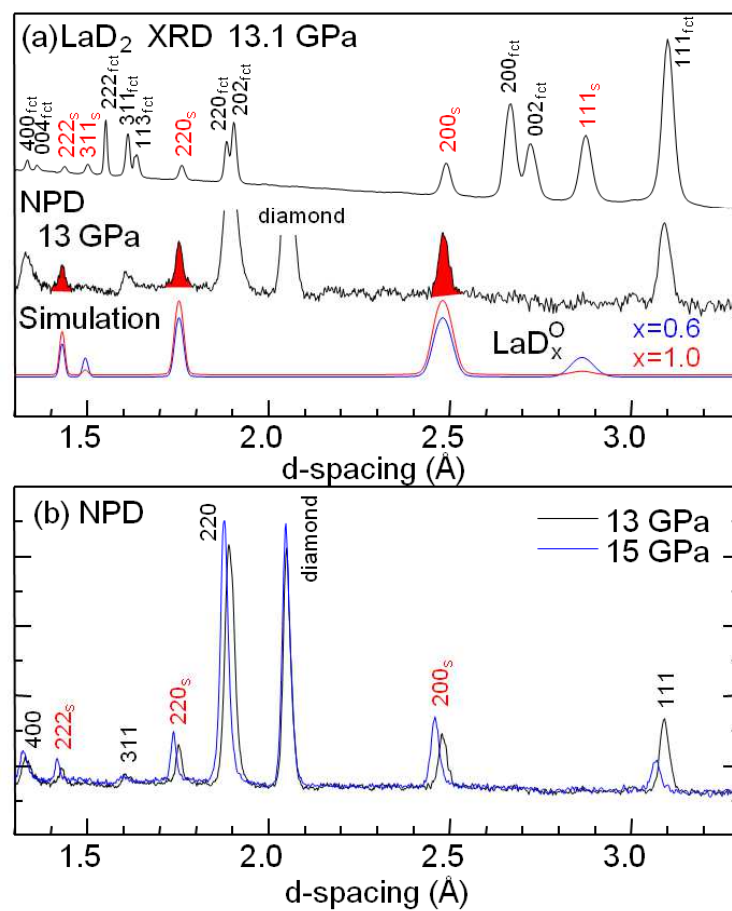 (a) LaD₂ XRD 13.1 GPa
400fct
004fct
222s
311s
222fct
311fct
113fct
220s
220fct
202fct
200s
200fct
002fct
111s
111fct
NPD
13 GPa
diamond
Simulation
LaDxO
x=0.6
x=1.0
1.5 2.0 2.5 3.0
d-spacing (Å)
(b) NPD
13 GPa
15 GPa
400
222s
311
220s
220
diamond
200s
111
1.5 2.0 2.5 3.0
d-spacing (Å)